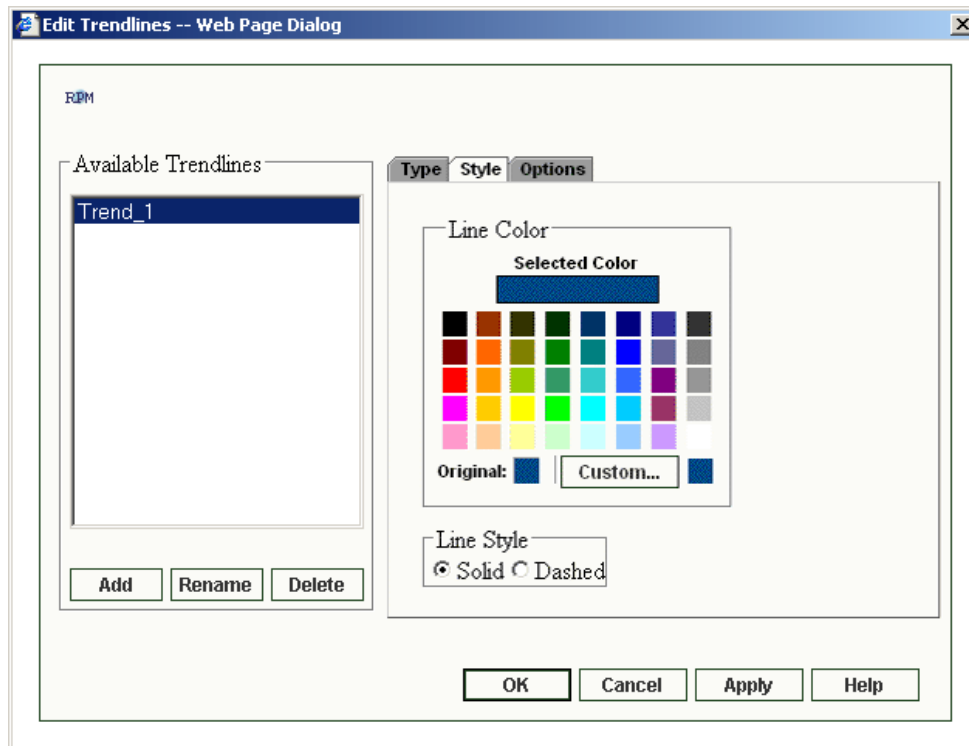 Edit Trendlines -- Web Page Dialog
RPM
Available Trendlines
Trend_1
Add Rename Delete
Type Style Options
Line Color
Selected Color
Original: Custom...
Line Style
Solid Dashed
OK Cancel Apply Help